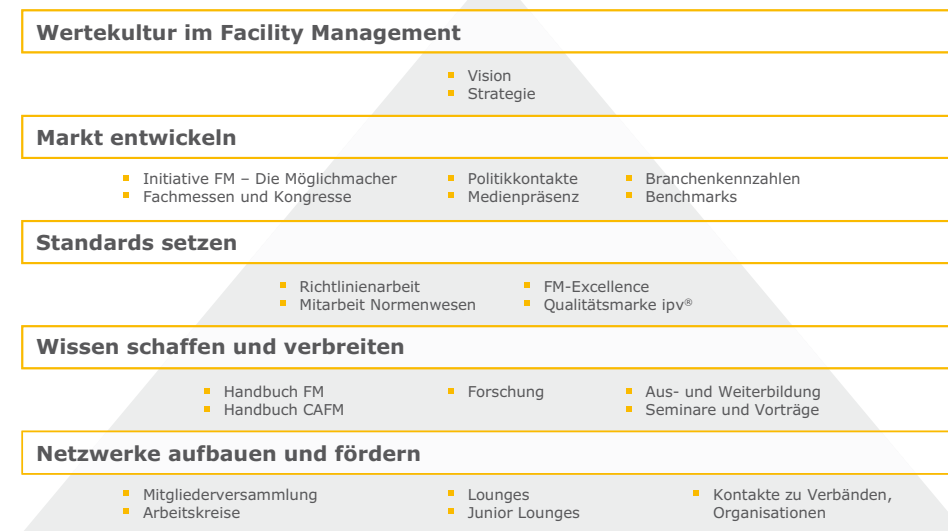 Wertekultur im Facility Management
Vision
Strategie
Markt entwickeln
Initiative FM – Die Möglichmacher
Fachmessen und Kongresse
Politikkontakte
Medienpräsenz
Branchenkennzahlen
Benchmarks
Standards setzen
Richtlinienarbeit
Mitarbeit Normenwesen
FM-Excellence
Qualitätsmarke ipv®
Wissen schaffen und verbreiten
Handbuch FM
Handbuch CAFM
Forschung
Aus- und Weiterbildung
Seminare und Vorträge
Netzwerke aufbauen und fördern
Mitgliederversammlung
Arbeitskreise
Lounges
Junior Lounges
Kontakte zu Verbänden,
Organisationen